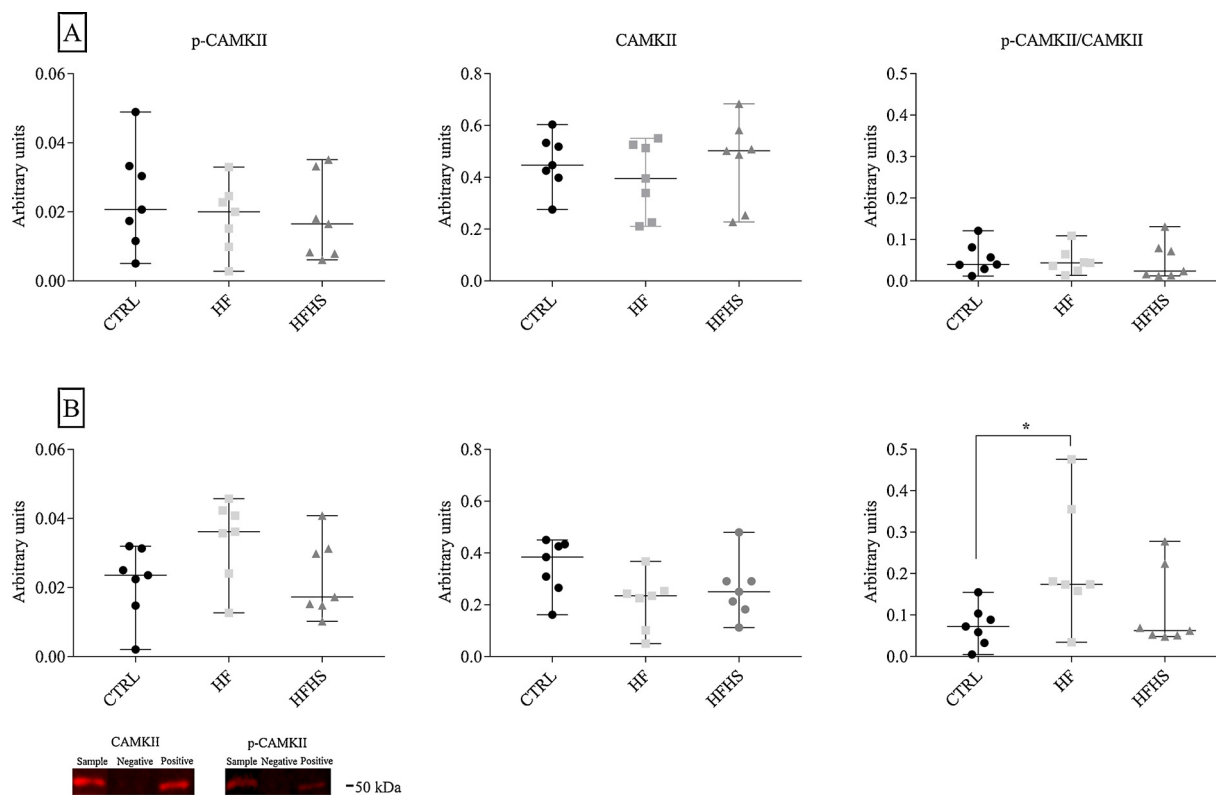 A
p-CAMKII
CAMKII
p-CAMKII/CAMKII
Arbitrary units
0.06
0.04
0.02
0.00
CTRL
HF
HFHS
Arbitrary units
0.8
0.6
0.4
0.2
0.0
CTRL
HF
HFHS
Arbitrary units
0.5
0.4
0.3
0.2
0.1
0.0
CTRL
HF
HFHS
B
Arbitrary units
0.06
0.04
0.02
0.00
CTRL
HF
HFHS
Arbitrary units
0.8
0.6
0.4
0.2
0.0
CTRL
HF
HFHS
Arbitrary units
0.5
0.4
0.3
0.2
0.1
0.0
*
CTRL
HF
HFHS
CAMKII
Sample Negative Positive
p-CAMKII
Sample Negative Positive
-50 kDa